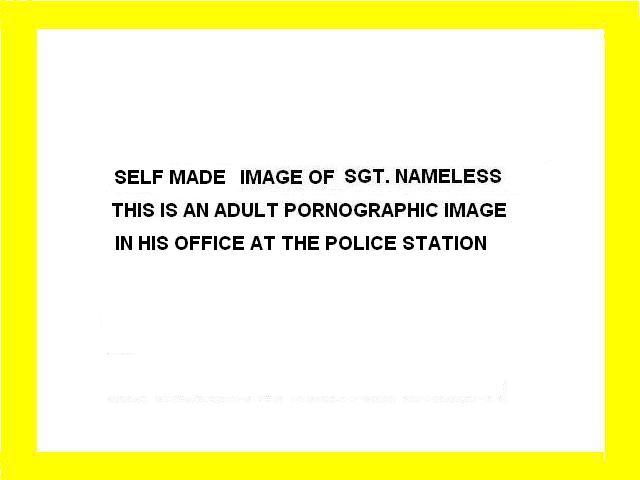 SELF MADE IMAGE OF SGT. NAMELESS
THIS IS AN ADULT PORNOGRAPHIC IMAGE
IN HIS OFFICE AT THE POLICE STATION